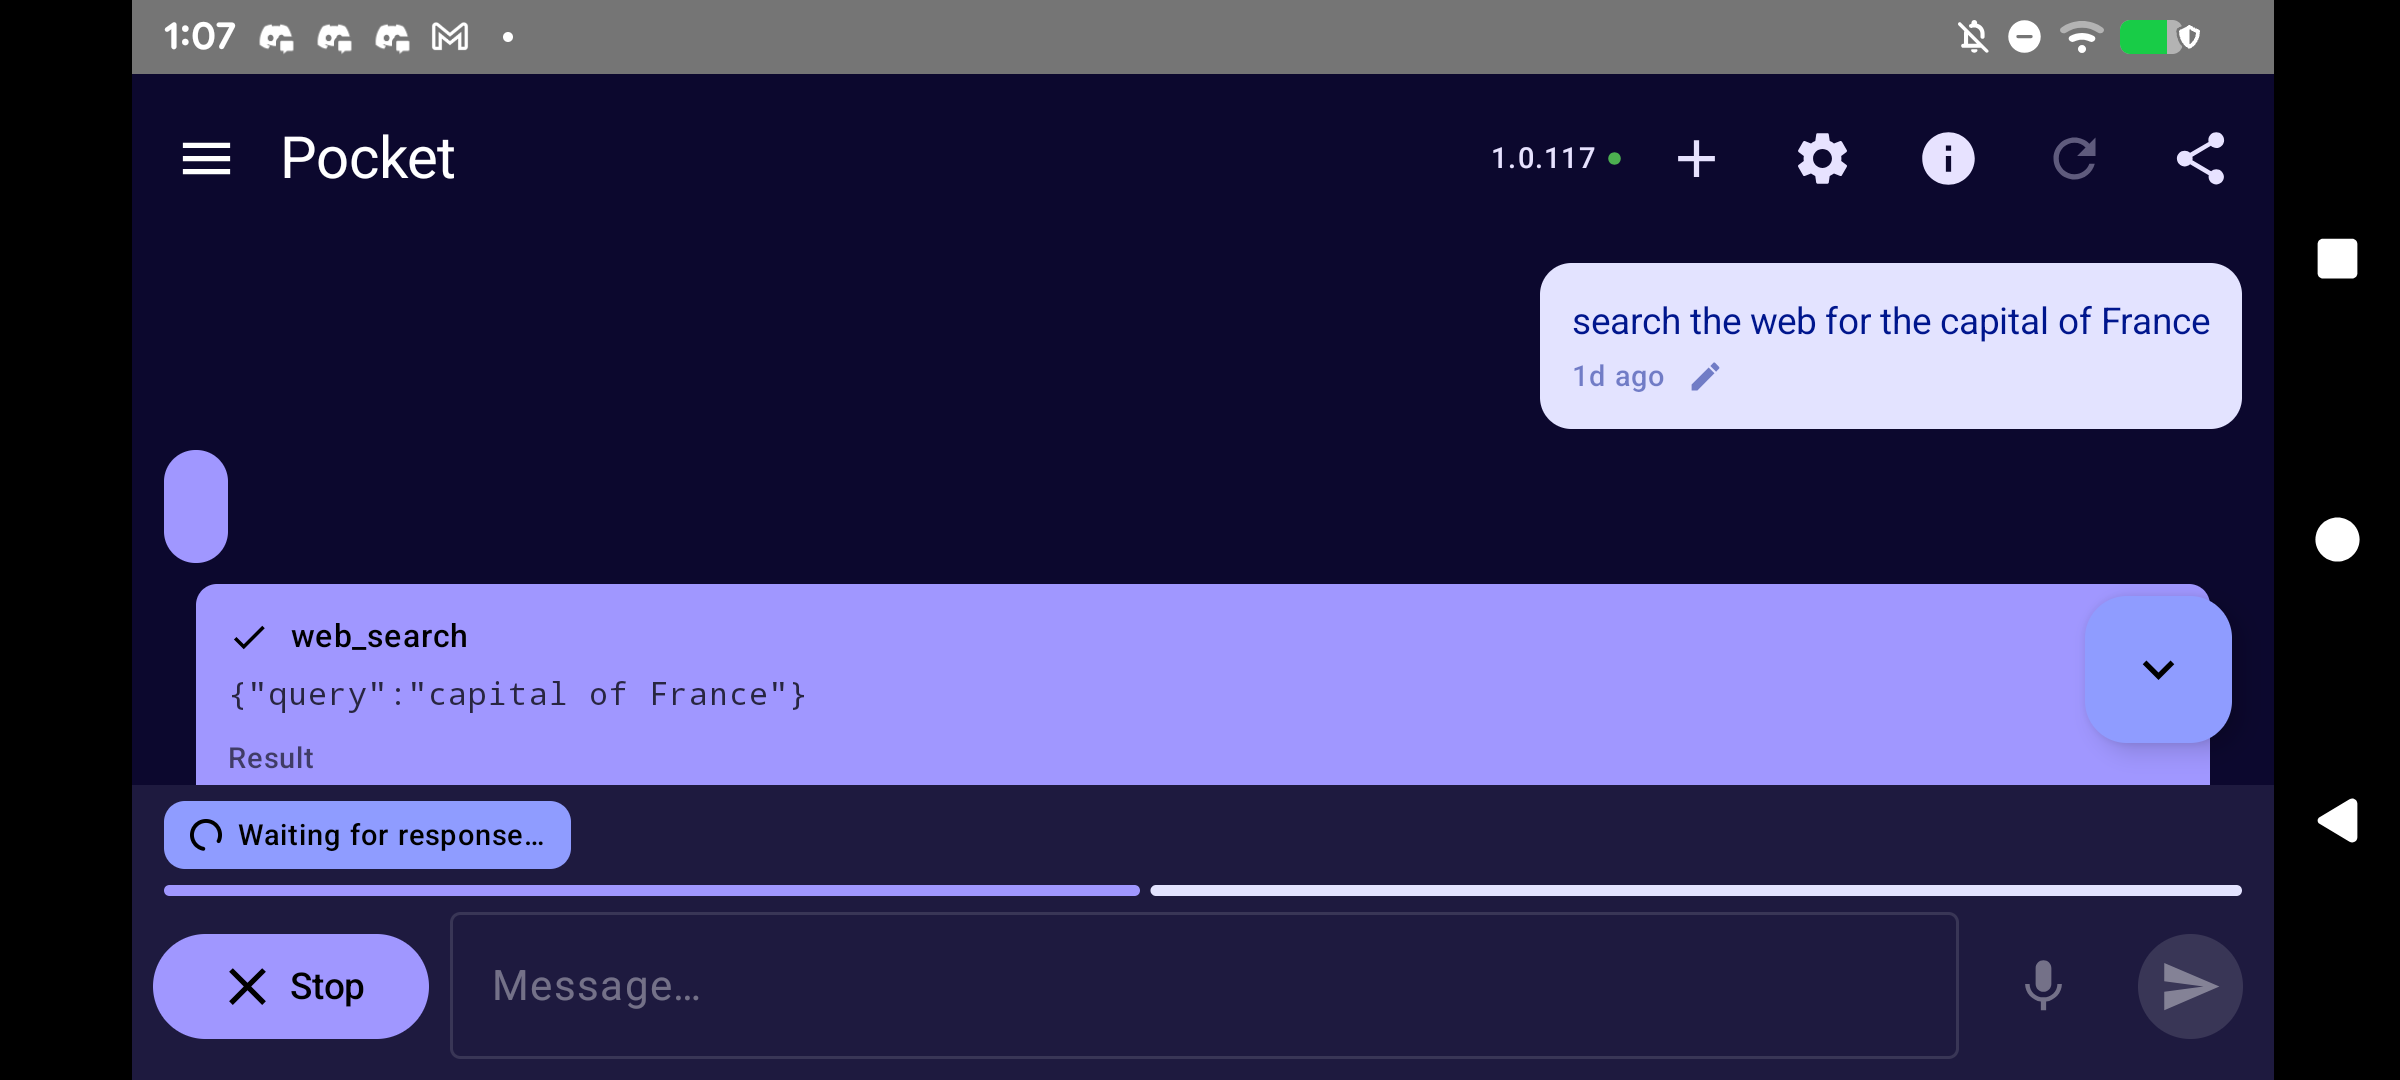 1:07
Pocket
1.0.117
search the web for the capital of France
1d ago
web_search
{"query":"capital of France"}
Result
Waiting for response…
Stop
Message…